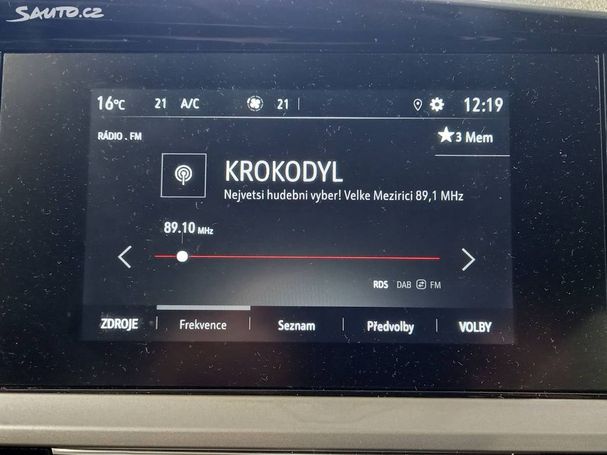 SAUTO.CZ
16°C 21 A/C 21 12:19
RÁDIO . FM
3 Mem
KROKODYL
Nejvetsi hudebni vyber! Velke Mezirici 89,1 MHz
89.10 MHz
RDS DAB FM
ZDROJE Frekvence Seznam Předvolby VOLBY